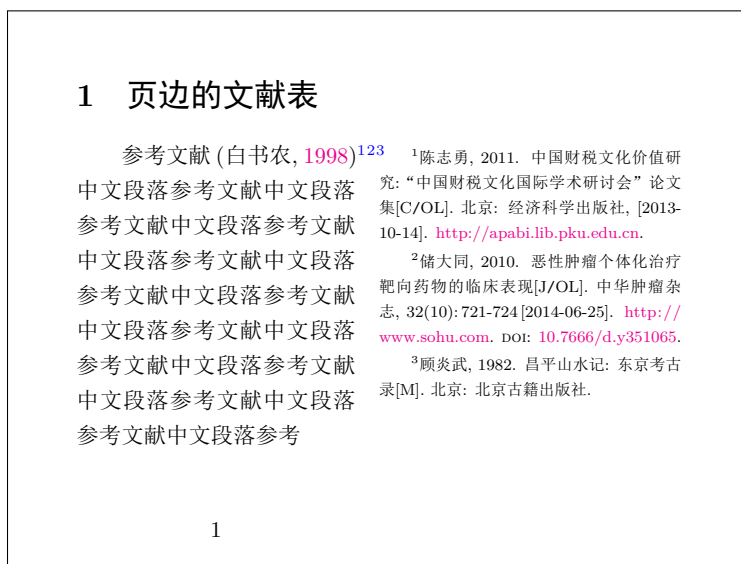 1 页边的文献表
参考文献 (白书农, 1998)¹²³
中文段落参考文献中文段落
参考文献中文段落参考文献
中文段落参考文献中文段落
参考文献中文段落参考文献
中文段落参考文献中文段落
参考文献中文段落参考文献
中文段落参考文献中文段落
参考文献中文段落参考
¹陈志勇, 2011. 中国财税文化价值研
究: “中国财税文化国际学术研讨会” 论文
集[C/OL]. 北京: 经济科学出版社, [2013-
10-14]. http://apabi.lib.pku.edu.cn.
²储大同, 2010. 恶性肿瘤个体化治疗
靶向药物的临床表现[J/OL]. 中华肿瘤杂
志, 32(10): 721-724 [2014-06-25]. http://
www.sohu.com. DOI: 10.7666/d.y351065.
³顾炎武, 1982. 昌平山水记: 东京考古
录[M]. 北京: 北京古籍出版社.
1